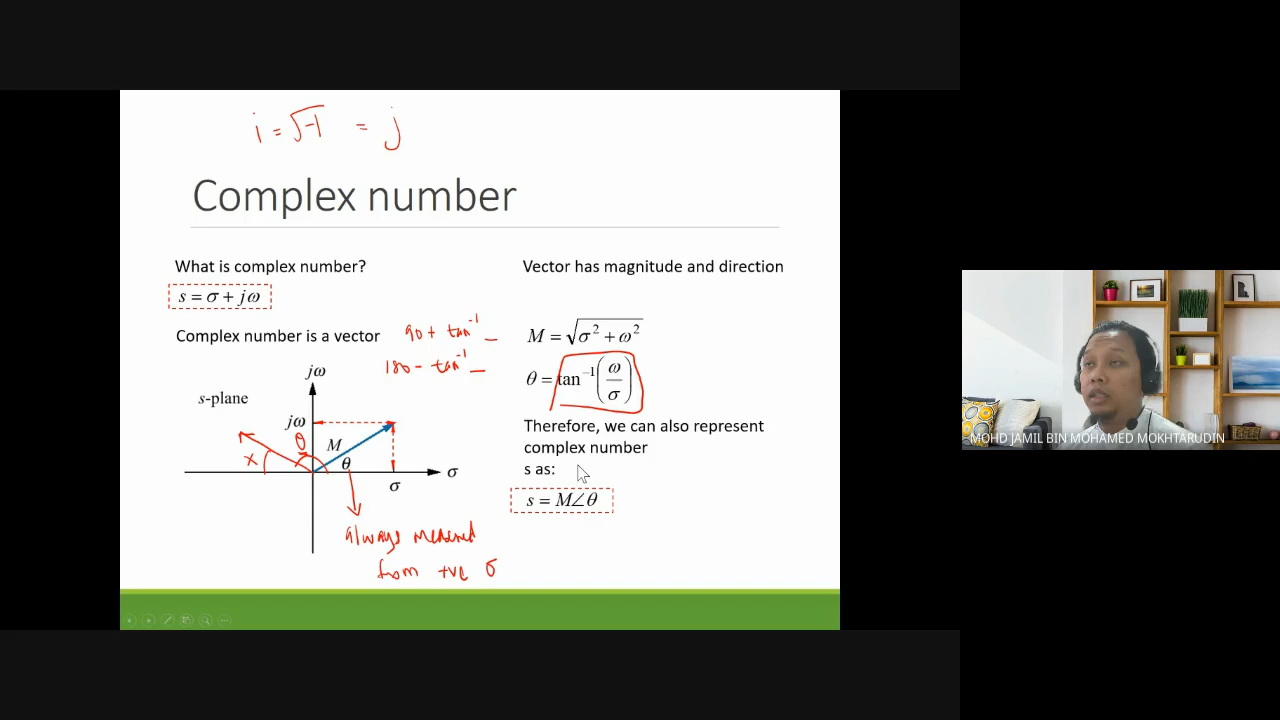 i = √-1 = j
Complex number
What is complex number?
s = σ + jω
Complex number is a vector
90 + tan⁻¹ _
180 - tan⁻¹ _
jω
s-plane
jω
θ
M
x
θ
σ
σ
always measured
from +ve σ
Vector has magnitude and direction
M = √σ² + ω²
θ = tan⁻¹(ω/σ)
Therefore, we can also represent
complex number
s as:
s = M∠θ
MOHD JAMIL BIN MOHAMED MOKHTARUDIN